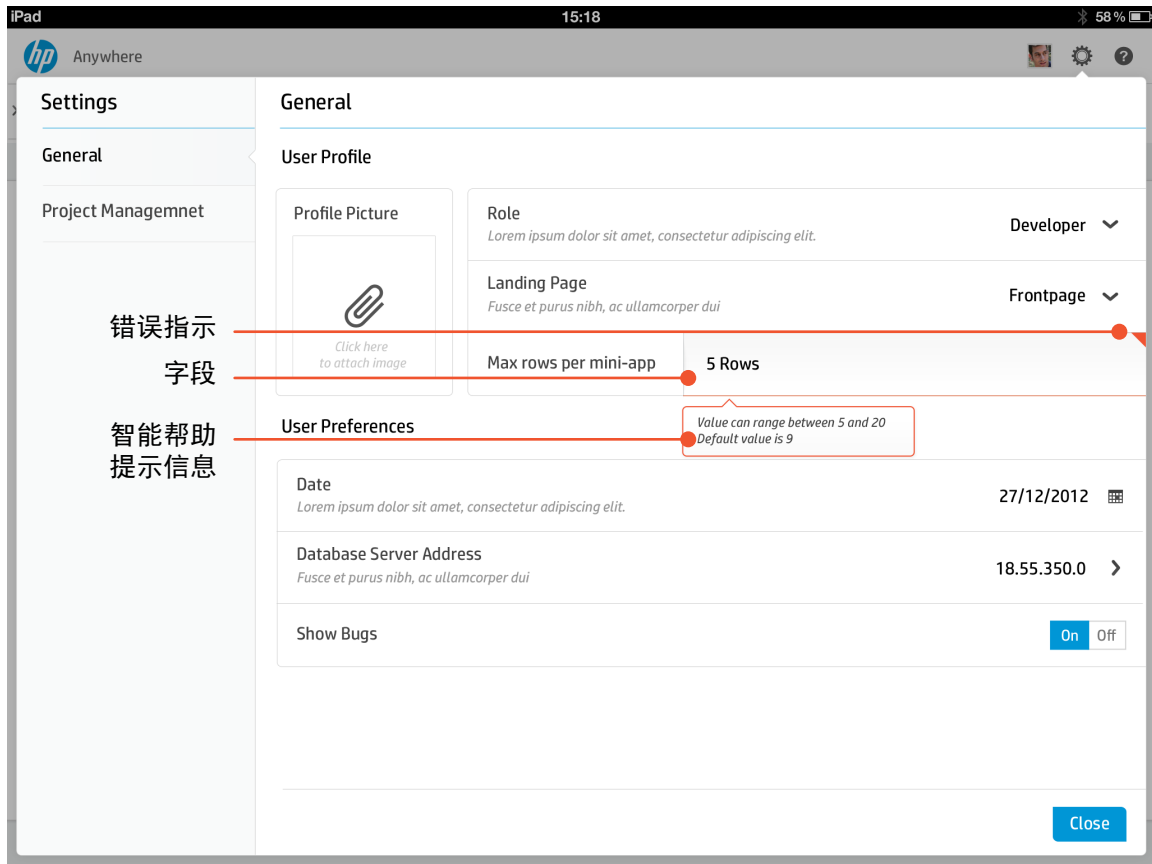 iPad 15:18 58%
hp Anywhere
Settings
General
Project Managemnet
General
User Profile
Profile Picture
Click here
to attach image
Role
Lorem ipsum dolor sit amet, consectetur adipiscing elit.
Developer
Landing Page
Fusce et purus nibh, ac ullamcorper dui
Frontpage
Max rows per mini-app
5 Rows
Value can range between 5 and 20
Default value is 9
错误指示
字段
智能帮助
提示信息
User Preferences
Date
Lorem ipsum dolor sit amet, consectetur adipiscing elit.
27/12/2012
Database Server Address
Fusce et purus nibh, ac ullamcorper dui
18.55.350.0
Show Bugs
On Off
Close